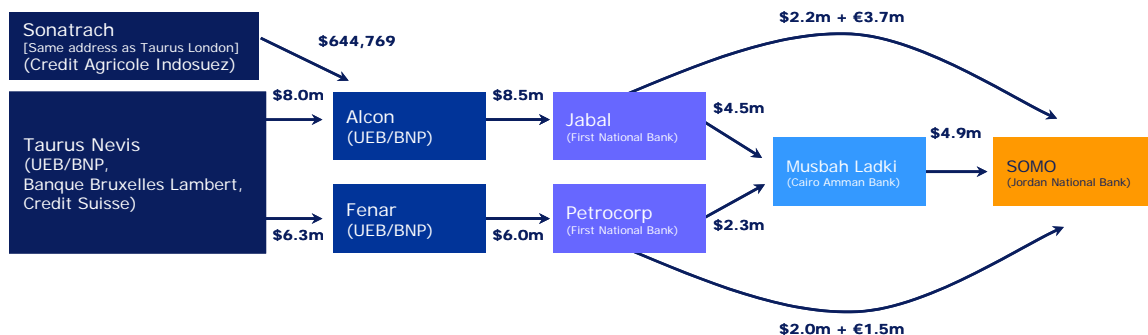 $2.2m + €3.7m
Sonatrach
[Same address as Taurus London]
(Credit Agricole Indosuez)
$644,769
$8.0m
$8.5m
$4.5m
$4.9m
Taurus Nevis
(UEB/BNP,
Banque Bruxelles Lambert,
Credit Suisse)
Alcon
(UEB/BNP)
Jabal
(First National Bank)
Musbah Ladki
(Cairo Amman Bank)
SOMO
(Jordan National Bank)
Fenar
(UEB/BNP)
Petrocorp
(First National Bank)
$6.3m
$6.0m
$2.3m
$2.0m + €1.5m